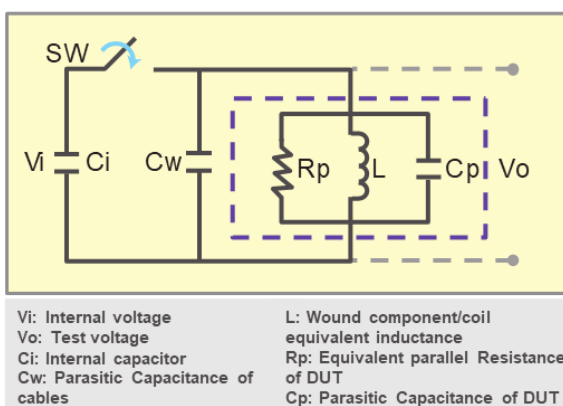 SW
Vi
Ci
Cw
Rp
L
Cp
Vo
Vi: Internal voltage
Vo: Test voltage
Ci: Internal capacitor
Cw: Parasitic Capacitance of
cables
L: Wound component/coil
equivalent inductance
Rp: Equivalent parallel Resistance
of DUT
Cp: Parasitic Capacitance of DUT